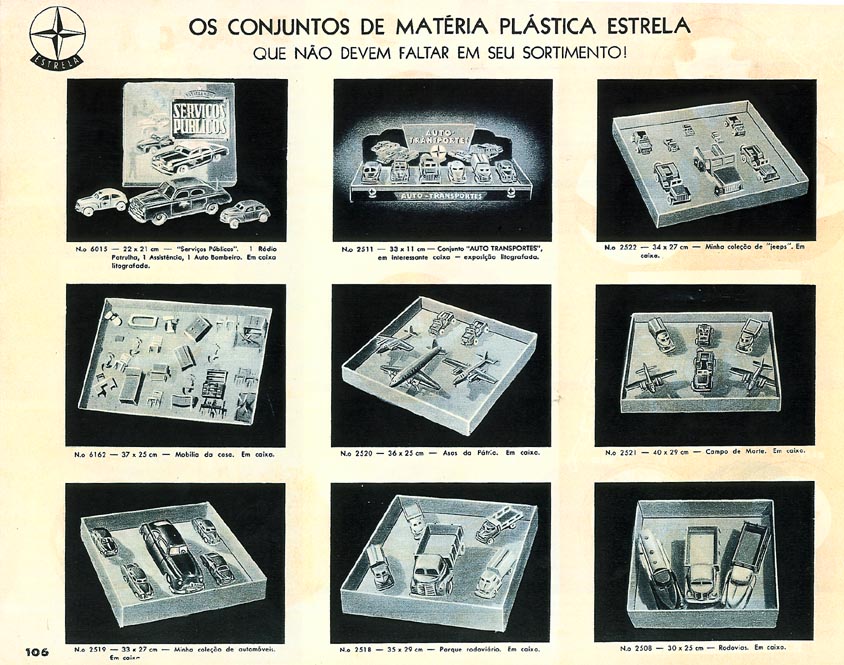 OS CONJUNTOS DE MATÉRIA PLÁSTICA ESTRELA
QUE NÃO DEVEM FALTAR EM SEU SORTIMENTO!
ESTRELA
SERVIÇOS
PUBLICOS
N.o 6015 — 22 x 21 cm — "Serviços Públicos". 1 Rádio
Patrulha, 1 Assistência, 1 Auto Bombeiro. Em caixa
litografada.
AUTO-
TRANSPORTES
AUTO-TRANSPORTES
N.o 2511 — 33 x 11 cm — Conjunto "AUTO TRANSPORTES",
em interessante caixa — exposição litografada.
N.o 2522 — 34 x 27 cm — Minha coleção de "jeeps". Em
caixa.
N.o 6162 — 37 x 25 cm — Mobília da casa. Em caixa.
N.o 2520 — 36 x 25 cm — Asas da Pátria. Em caixa.
N.o 2521 — 40 x 29 cm — Campo de Marte. Em caixa.
N.o 2519 — 33 x 27 cm — Minha coleção de automóveis.
Em caixa
N.o 2518 — 35 x 29 cm — Parque rodoviário. Em caixa.
N.o 2508 — 30 x 25 cm — Rodovias. Em caixa.
106